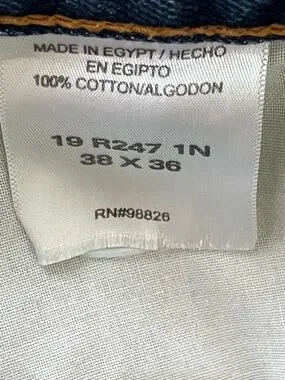 MADE IN EGYPT/HECHO
EN EGIPTO
100% COTTON/ALGODON
19 R247 1N
38 X 36
RN#98826